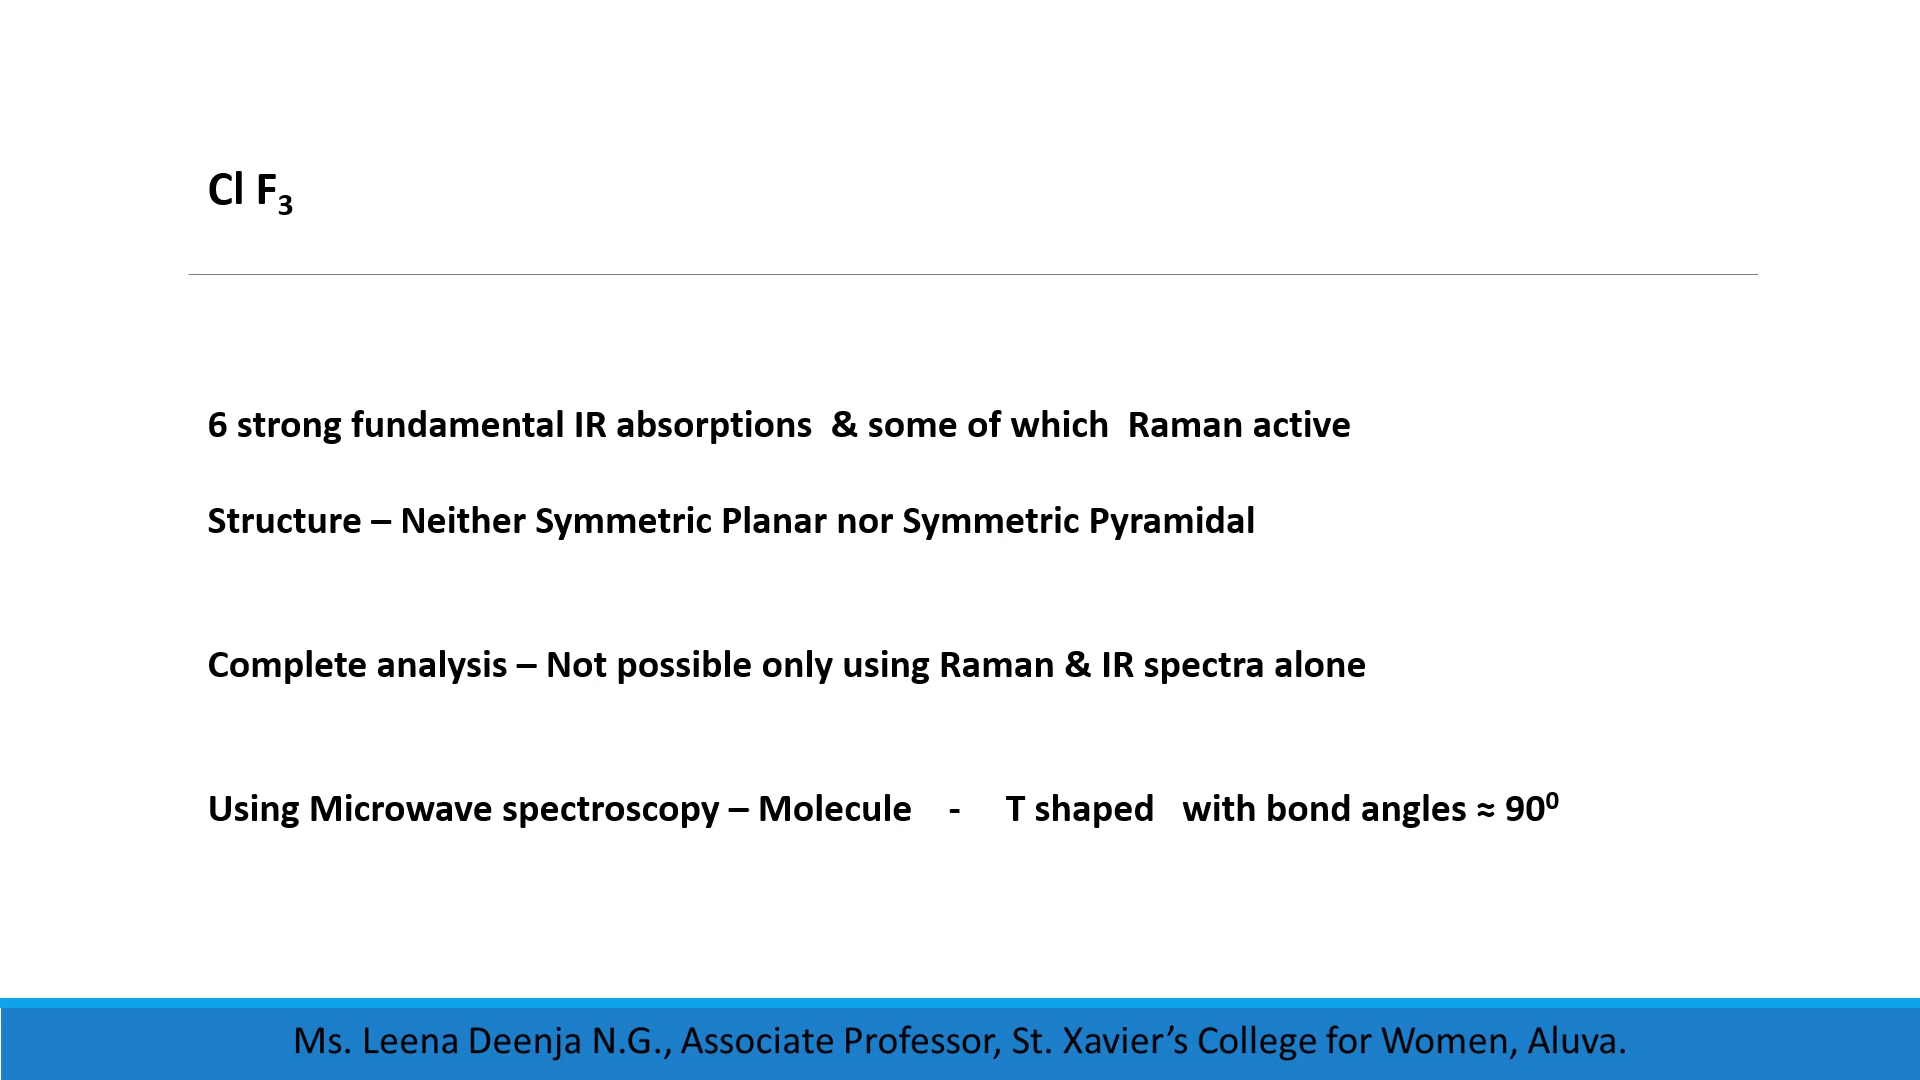 Cl F₃
6 strong fundamental IR absorptions & some of which Raman active
Structure – Neither Symmetric Planar nor Symmetric Pyramidal
Complete analysis – Not possible only using Raman & IR spectra alone
Using Microwave spectroscopy – Molecule - T shaped with bond angles ≈ 90⁰
Ms. Leena Deenja N.G., Associate Professor, St. Xavier’s College for Women, Aluva.